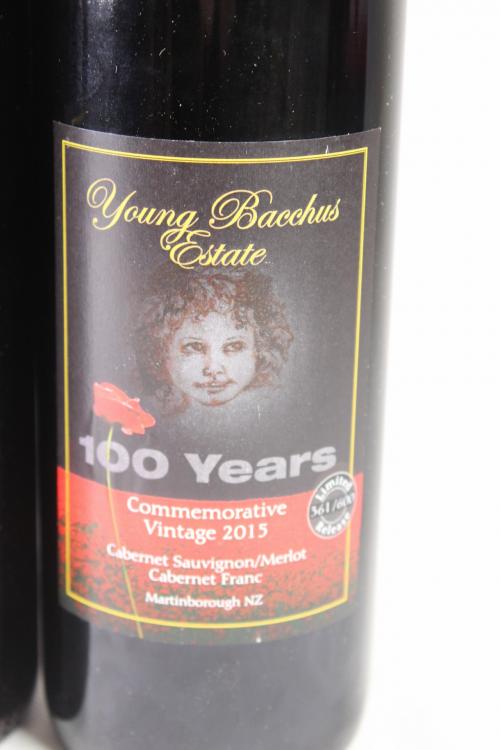 Young Bacchus
Estate
100 Years
Commemorative
Vintage 2015
Limited
361/600
Release
Cabernet Sauvignon/Merlot
Cabernet Franc
Martinborough NZ